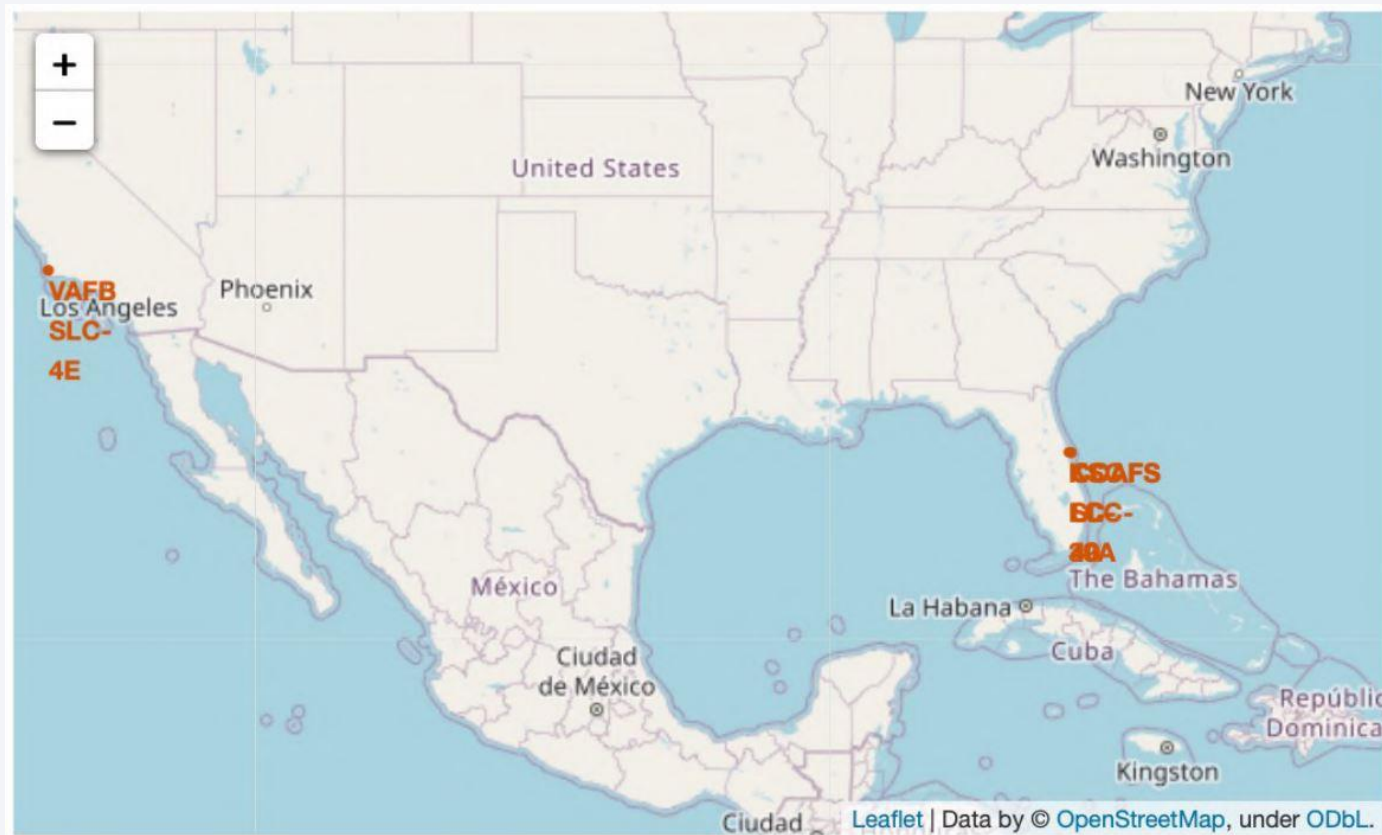 +
−
New York
Washington
United States
Phoenix
VAFB
Los Angeles
SLC-
4E
The Bahamas
México
La Habana
Cuba
Ciudad
de México
República
Dominica
Kingston
Ciudad
Leaflet | Data by © OpenStreetMap, under ODbL.